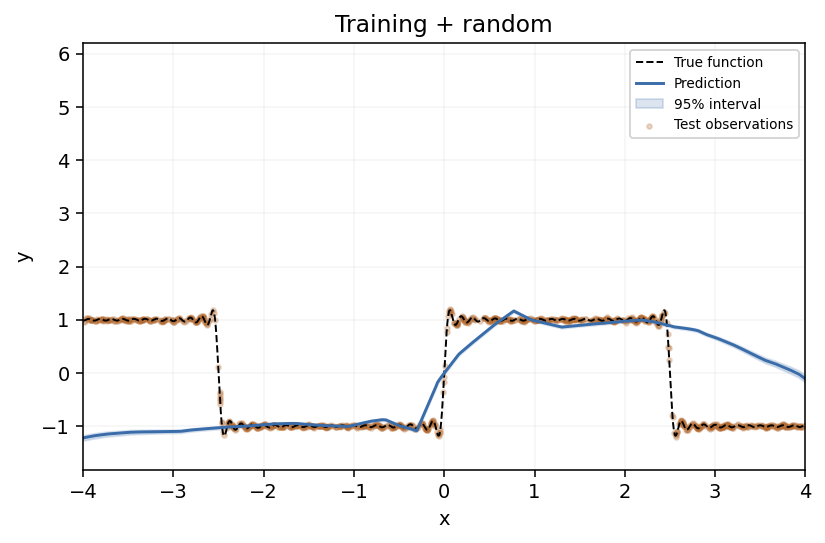 Training + random
6
5
4
3
2
1
0
−1
y
True function
Prediction
95% interval
Test observations
−4 −3 −2 −1 0 1 2 3 4
x